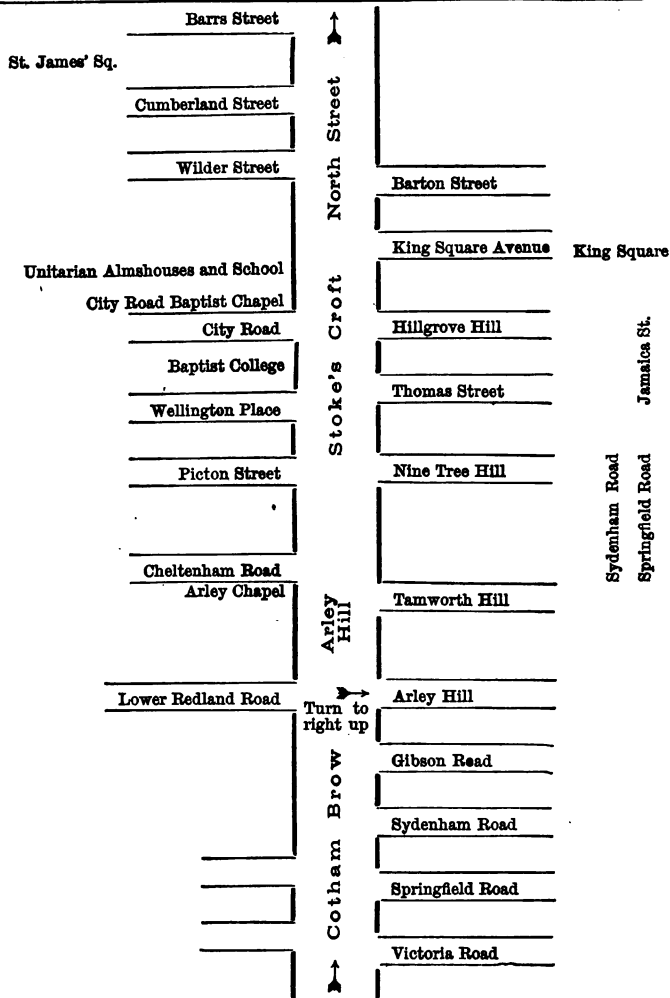 Barrs Street
St. James' Sq.
Cumberland Street
Wilder Street
Unitarian Almshouses and School
City Road Baptist Chapel
City Road
Baptist College
Wellington Place
Picton Street
Cheltenham Road
Arley Chapel
Lower Redland Road
North Street
Stoke's Croft
Arley
Hill
Turn to
right up
Cotham Brow
Barton Street
King Square Avenue King Square
Hillgrove Hill
Thomas Street
Nine Tree Hill
Tamworth Hill
Arley Hill
Gibson Road
Sydenham Road
Springfield Road
Victoria Road
Jamaica St.
Sydenham Road
Springfield Road